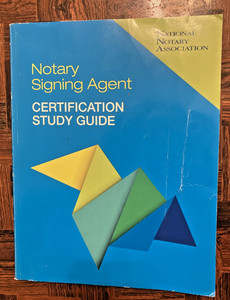 NATIONAL
NOTARY
ASSOCIATION
Notary
Signing Agent
CERTIFICATION
STUDY GUIDE